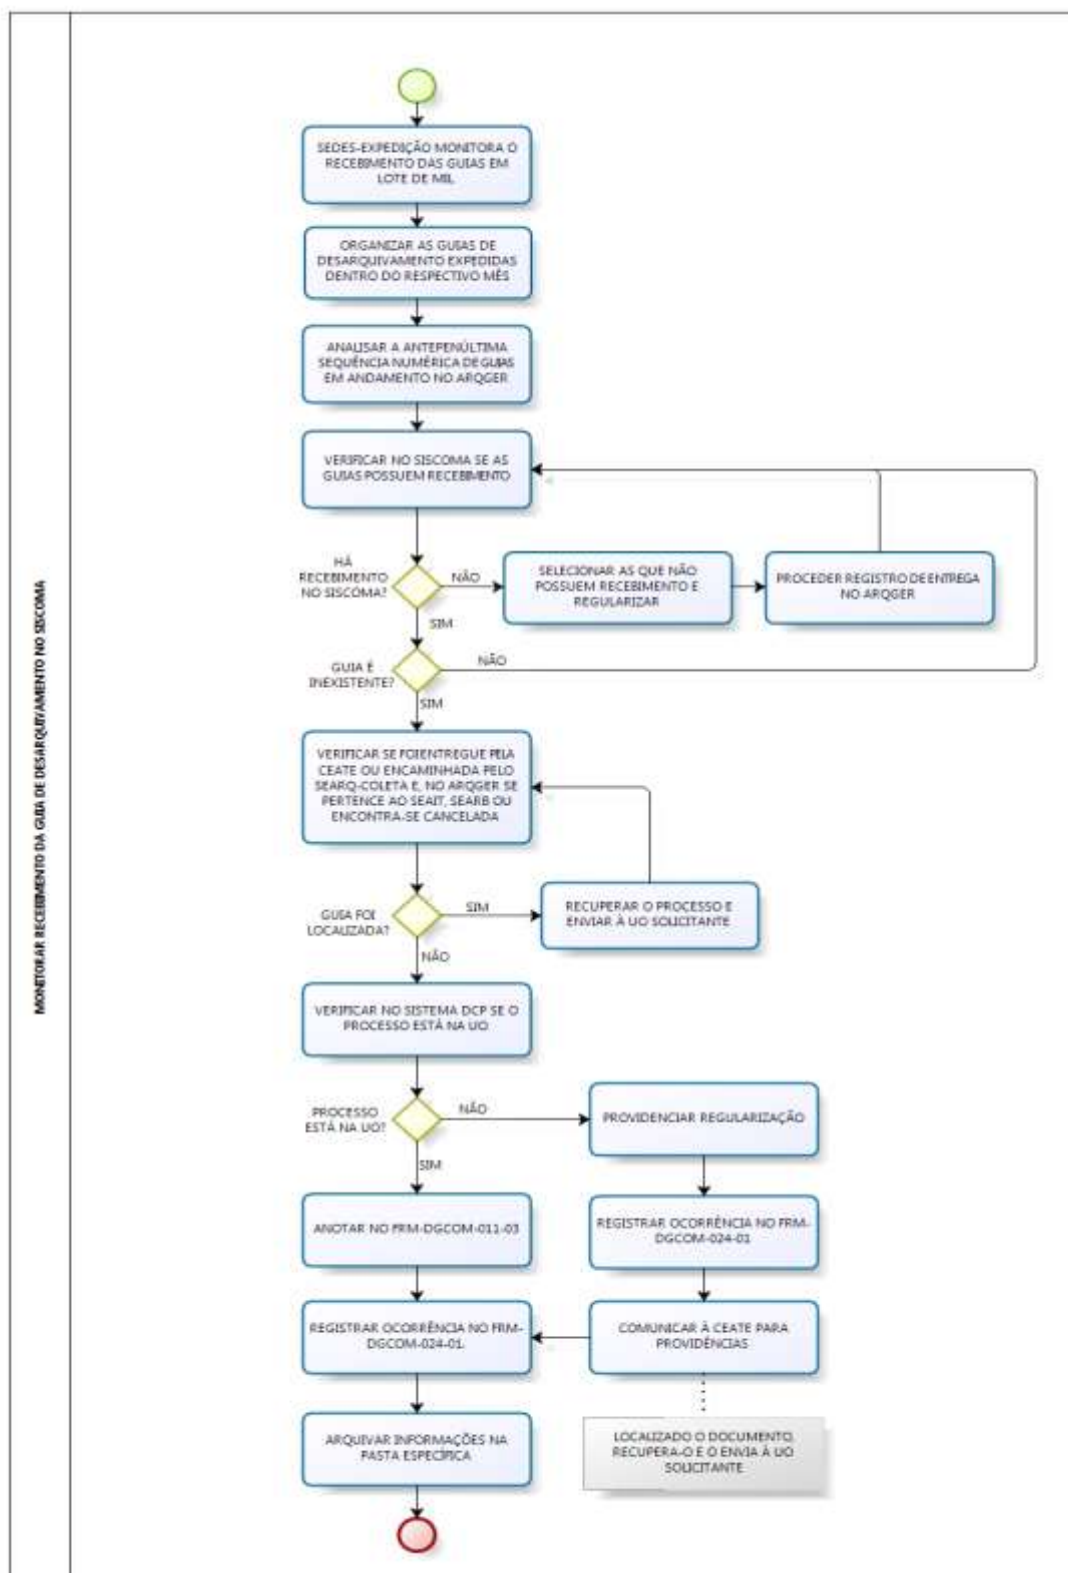 MONITORAR RECEBIMENTO DA GUIA DE DESARQUIVAMENTO NO SISCOMA
SEDES-EXPEDIÇÃO MONITORA O
RECEBIMENTO DAS GUIAS EM
LOTE DE MIL
ORGANIZAR AS GUIAS DE
DESARQUIVAMENTO EXPEDIDAS
DENTRO DO RESPECTIVO MÊS
ANALISAR A ANTEPENÚLTIMA
SEQUÊNCIA NUMÉRICA DE GUIAS
EM ANDAMENTO NO ARQGER
VERIFICAR NO SISCOMA SE AS
GUIAS POSSUEM RECEBIMENTO
HÁ
RECEBIMENTO
NO SISCOMA?
NÃO
SELECIONAR AS QUE NÃO
POSSUEM RECEBIMENTO E
REGULARIZAR
PROCEDER REGISTRO DE ENTREGA
NO ARQGER
SIM
GUIA É
INEXISTENTE?
NÃO
SIM
VERIFICAR SE FOI ENTREGUE PELA
CEATE OU ENCAMINHADA PELO
SEARQ-COLETA E, NO ARQGER SE
PERTENCE AO SEAIT, SEARB OU
ENCONTRA-SE CANCELADA
GUIA FOI
LOCALIZADA?
SIM
RECUPERAR O PROCESSO E
ENVIAR À UO SOLICITANTE
NÃO
VERIFICAR NO SISTEMA DCP SE O
PROCESSO ESTÁ NA UO
PROCESSO
ESTÁ NA UO?
NÃO
PROVIDENCIAR REGULARIZAÇÃO
SIM
ANOTAR NO FRM-DGCOM-011-03
REGISTRAR OCORRÊNCIA NO FRM-
DGCOM-024-01
REGISTRAR OCORRÊNCIA NO FRM-
DGCOM-024-01.
COMUNICAR À CEATE PARA
PROVIDÊNCIAS
ARQUIVAR INFORMAÇÕES NA
PASTA ESPECÍFICA
LOCALIZADO O DOCUMENTO,
RECUPERA-O E O ENVIA À UO
SOLICITANTE